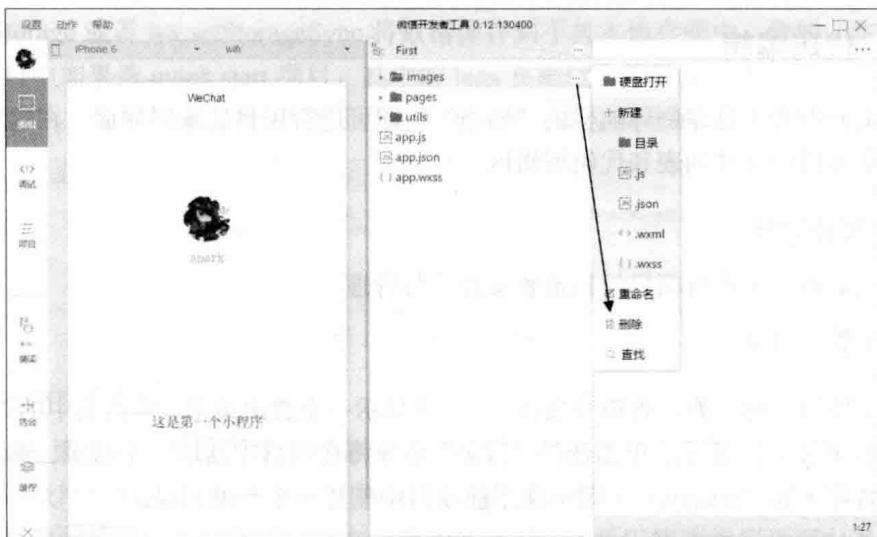 设置 动作 帮助
微信开发者工具 0.12.130400
iPhone 6
wifi
First
WeChat
images
pages
utils
app.js
app.json
app.wxss
硬盘打开
新建
目录
.js
.json
.wxml
.wxss
重命名
删除
查找
编辑
调试
项目
spark
这是第一个小程序
缓存
1:27